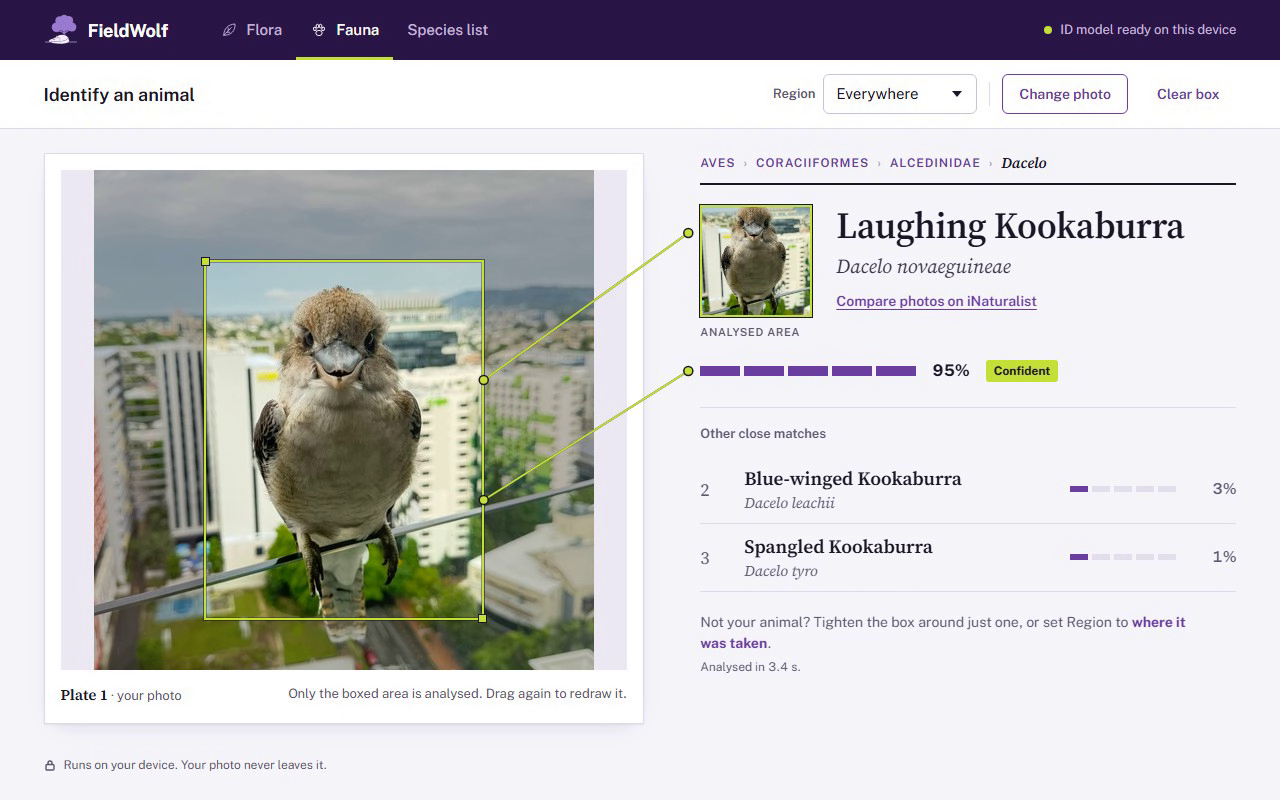 FieldWolf
Flora
Fauna
Species list
ID model ready on this device
Identify an animal
Region
Everywhere
Change photo
Clear box
AVES › CORACIIFORMES › ALCEDINIDAE › Dacelo
Laughing Kookaburra
Dacelo novaeguineae
Compare photos on iNaturalist
ANALYSED AREA
95%
Confident
Other close matches
2
Blue-winged Kookaburra
Dacelo leachii
3%
3
Spangled Kookaburra
Dacelo tyro
1%
Not your animal? Tighten the box around just one, or set Region to where it
was taken.
Analysed in 3.4 s.
Plate 1 · your photo
Only the boxed area is analysed. Drag again to redraw it.
Runs on your device. Your photo never leaves it.